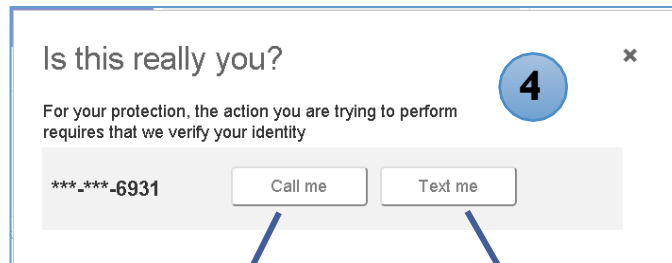 Is this really you?
✖
4
For your protection, the action you are trying to perform
requires that we verify your identity
***-***-6931
Call me
Text me